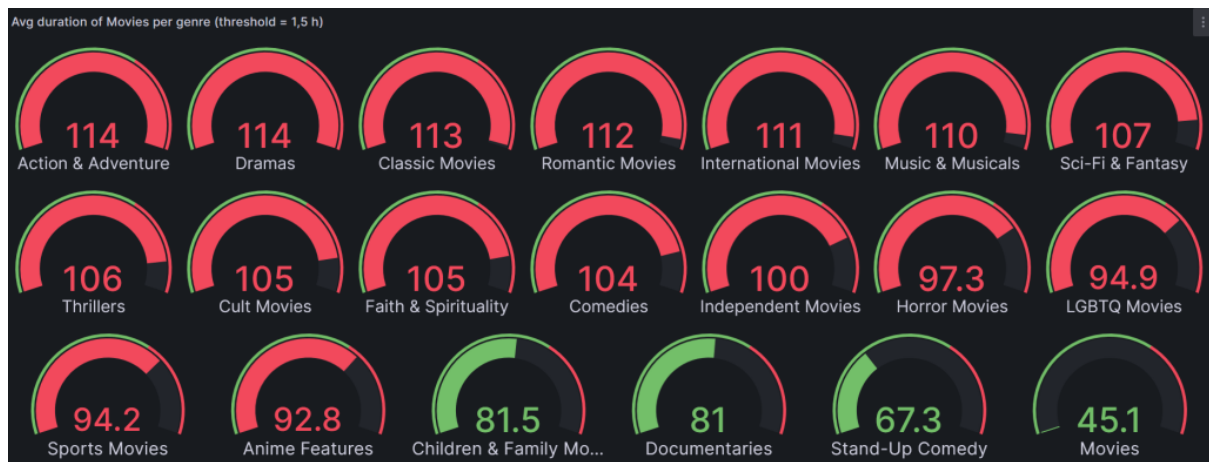 Avg duration of Movies per genre (threshold = 1,5 h)
114 114 113 112 111 110 107
Action & Adventure Dramas Classic Movies Romantic Movies International Movies Music & Musicals Sci-Fi & Fantasy
106 105 105 104 100 97.3 94.9
Thrillers Cult Movies Faith & Spirituality Comedies Independent Movies Horror Movies LGBTQ Movies
94.2 92.8 81.5 81 67.3 45.1
Sports Movies Anime Features Children & Family Mo... Documentaries Stand-Up Comedy Movies